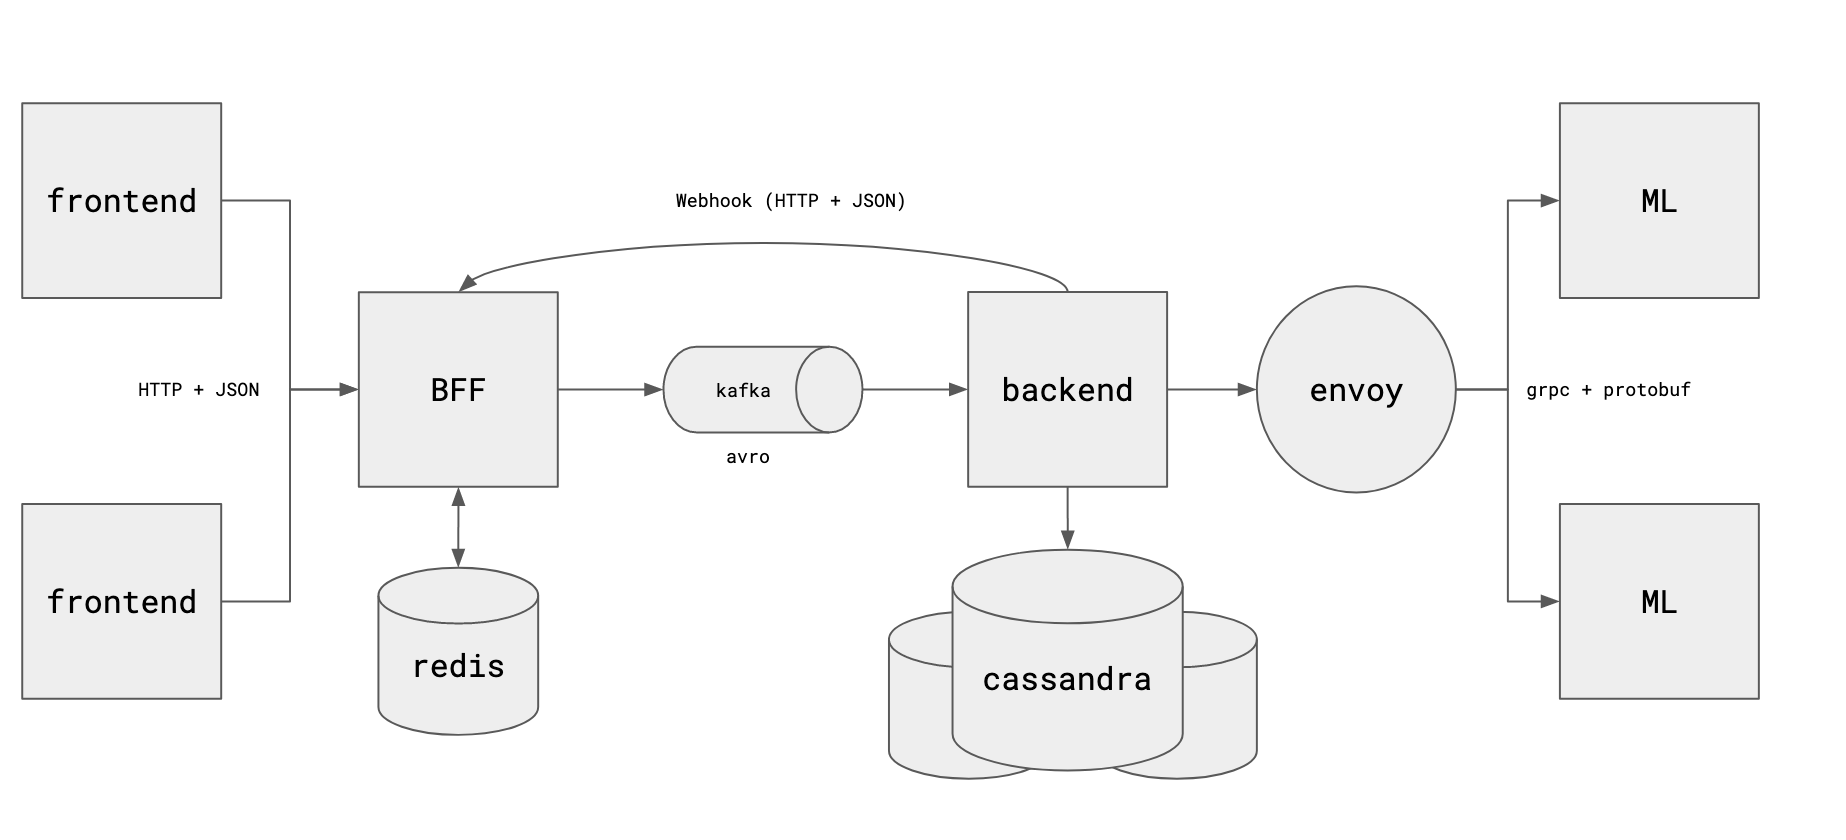 frontend
ML
Webhook (HTTP + JSON)
HTTP + JSON
BFF
kafka
backend
envoy
grpc + protobuf
avro
frontend
ML
redis
cassandra